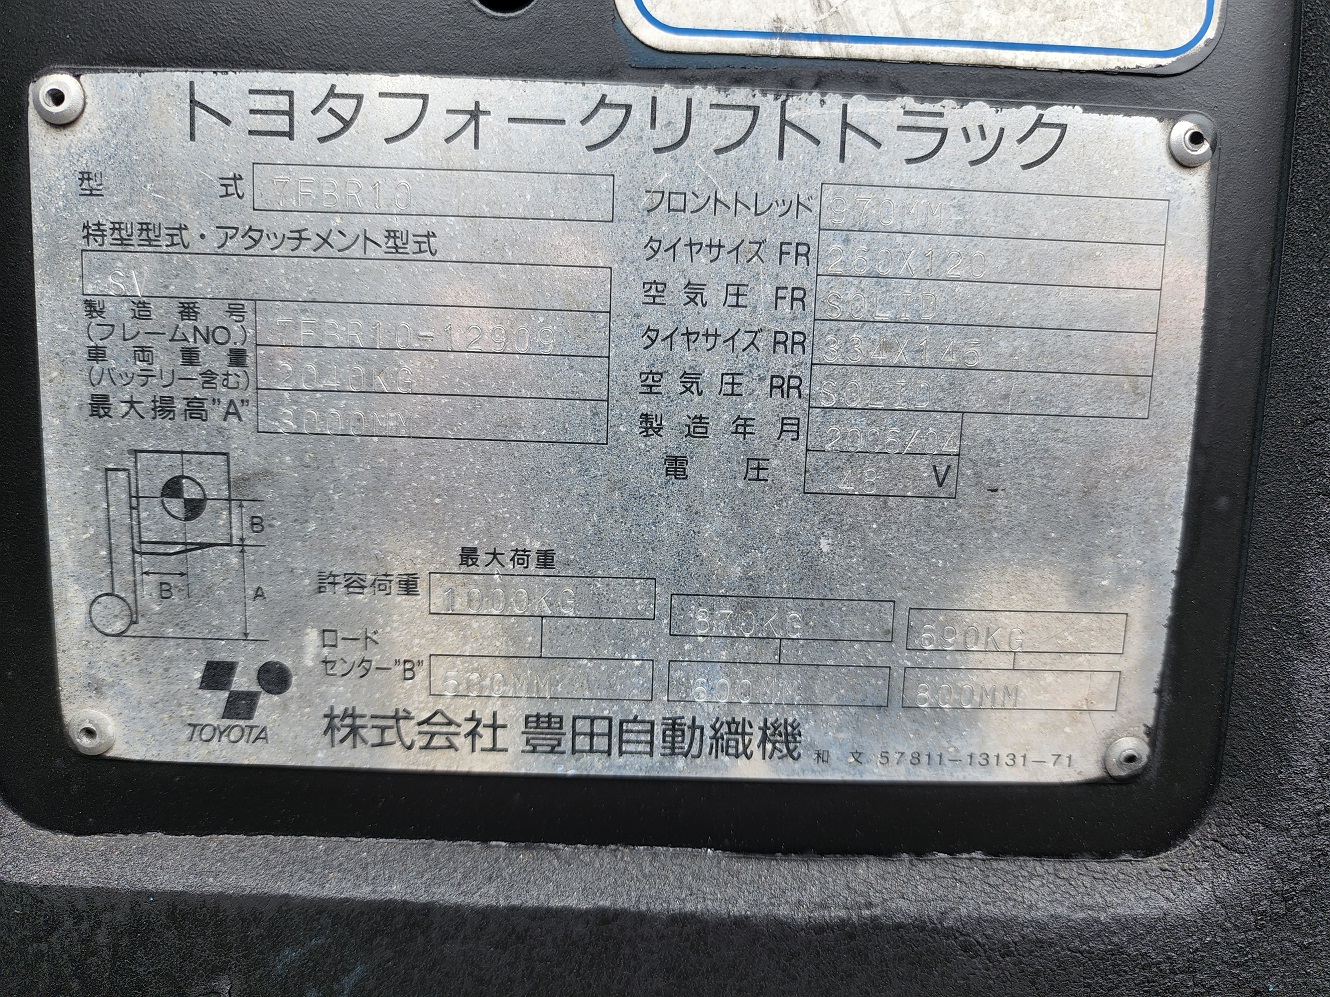 トヨタフォークリフトトラック
型 式 7FBR10
特型型式・アタッチメント型式
-SV
製造番号 (フレームNO.) 7FBR10-12909
車両重量 (バッテリー含む) 2040KG
最大揚高"A" 3000MM
フロントトレッド 970MM
タイヤサイズ FR 260X120
空気圧 FR SOLID
タイヤサイズ RR 334X145
空気圧 RR SOLID
製造年月
電圧 48 V
B
B
A
最大荷重
許容荷重 1000KG 870KG 690KG
ロードセンター"B" 500MM 600MM 800MM
TOYOTA
株式会社 豊田自動織機
和文 57811-13131-71